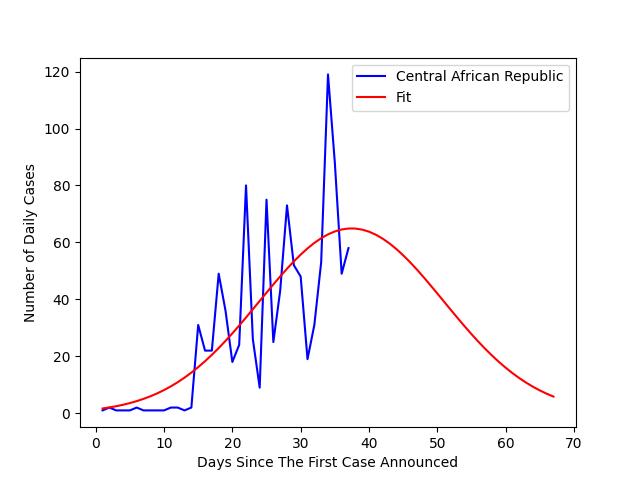 Central African Republic
Fit
120
100
80
60
40
20
0
Number of Daily Cases
0 10 20 30 40 50 60 70
Days Since The First Case Announced